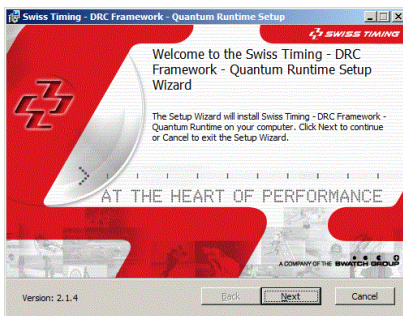 Swiss Timing - DRC Framework - Quantum Runtime Setup
SWISS TIMING
Welcome to the Swiss Timing - DRC
Framework - Quantum Runtime Setup
Wizard
The Setup Wizard will install Swiss Timing - DRC Framework -
Quantum Runtime on your computer. Click Next to continue
or Cancel to exit the Setup Wizard.
AT THE HEART OF PERFORMANCE
A COMPANY OF THE SWATCH GROUP
Version: 2.1.4
Back
Next
Cancel